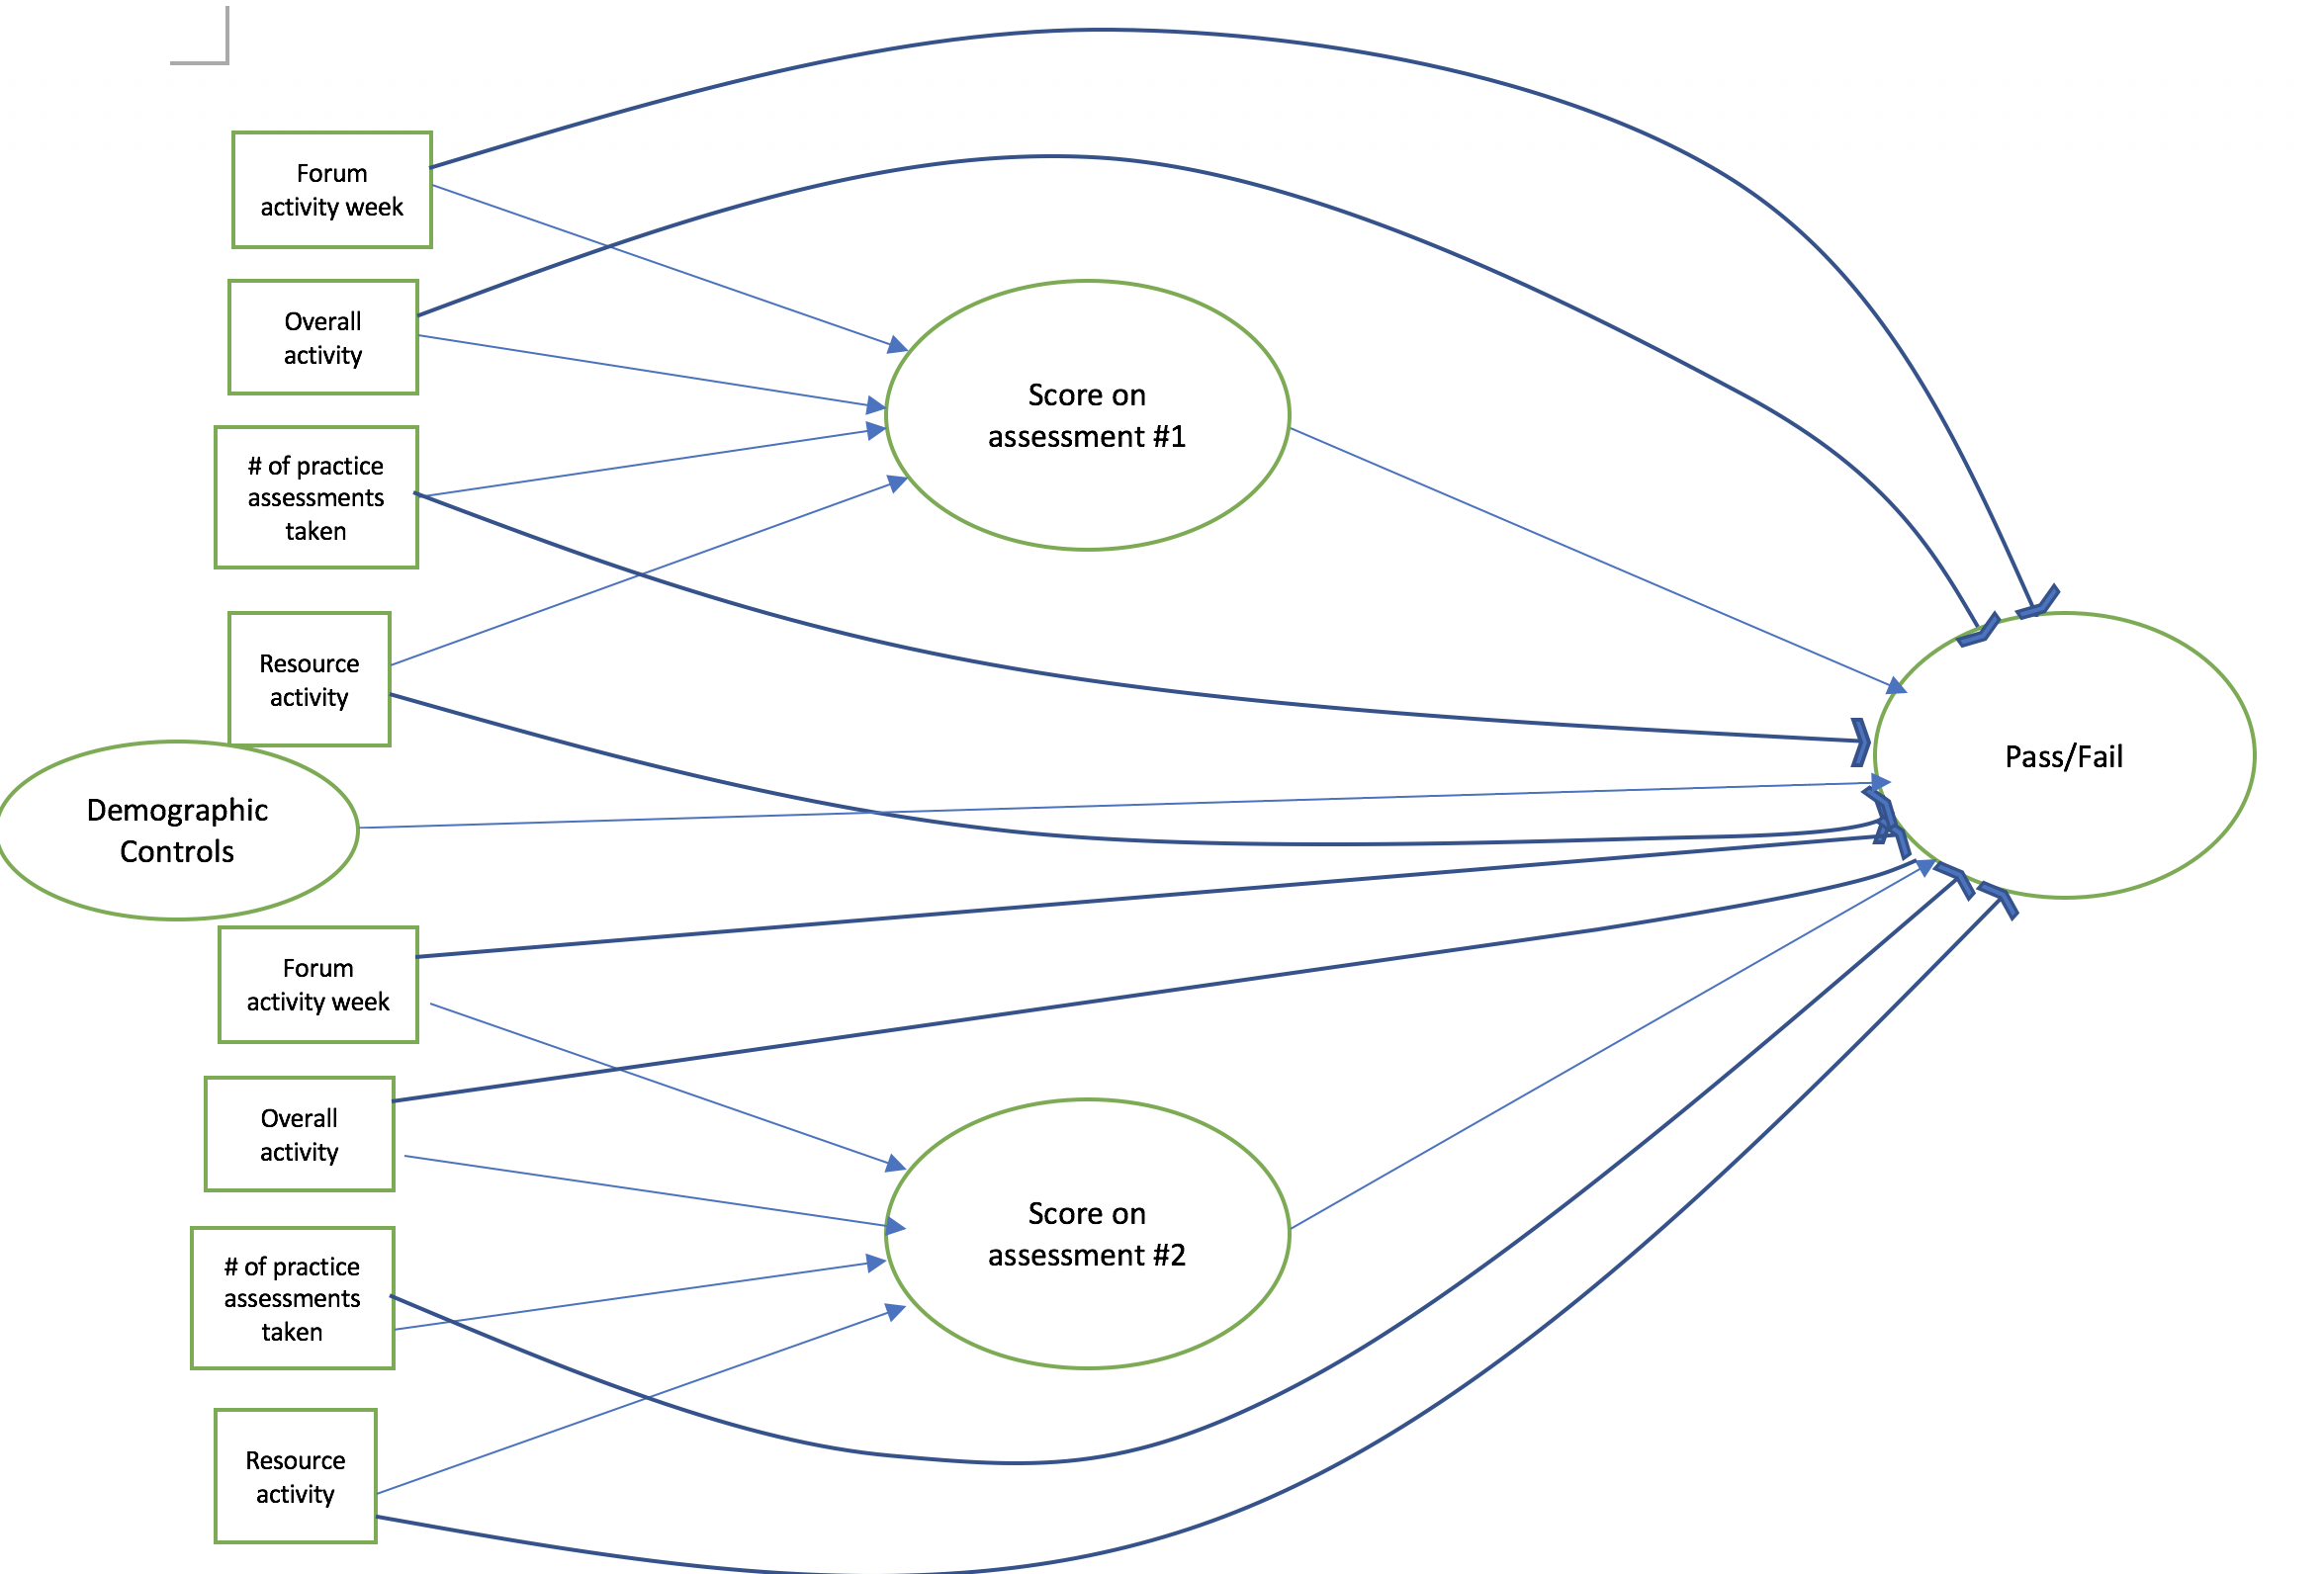 Forum
activity week
Overall
activity
# of practice
assessments
taken
Resource
activity
Score on
assessment #1
Pass/Fail
Demographic
Controls
Forum
activity week
Overall
activity
# of practice
assessments
taken
Resource
activity
Score on
assessment #2